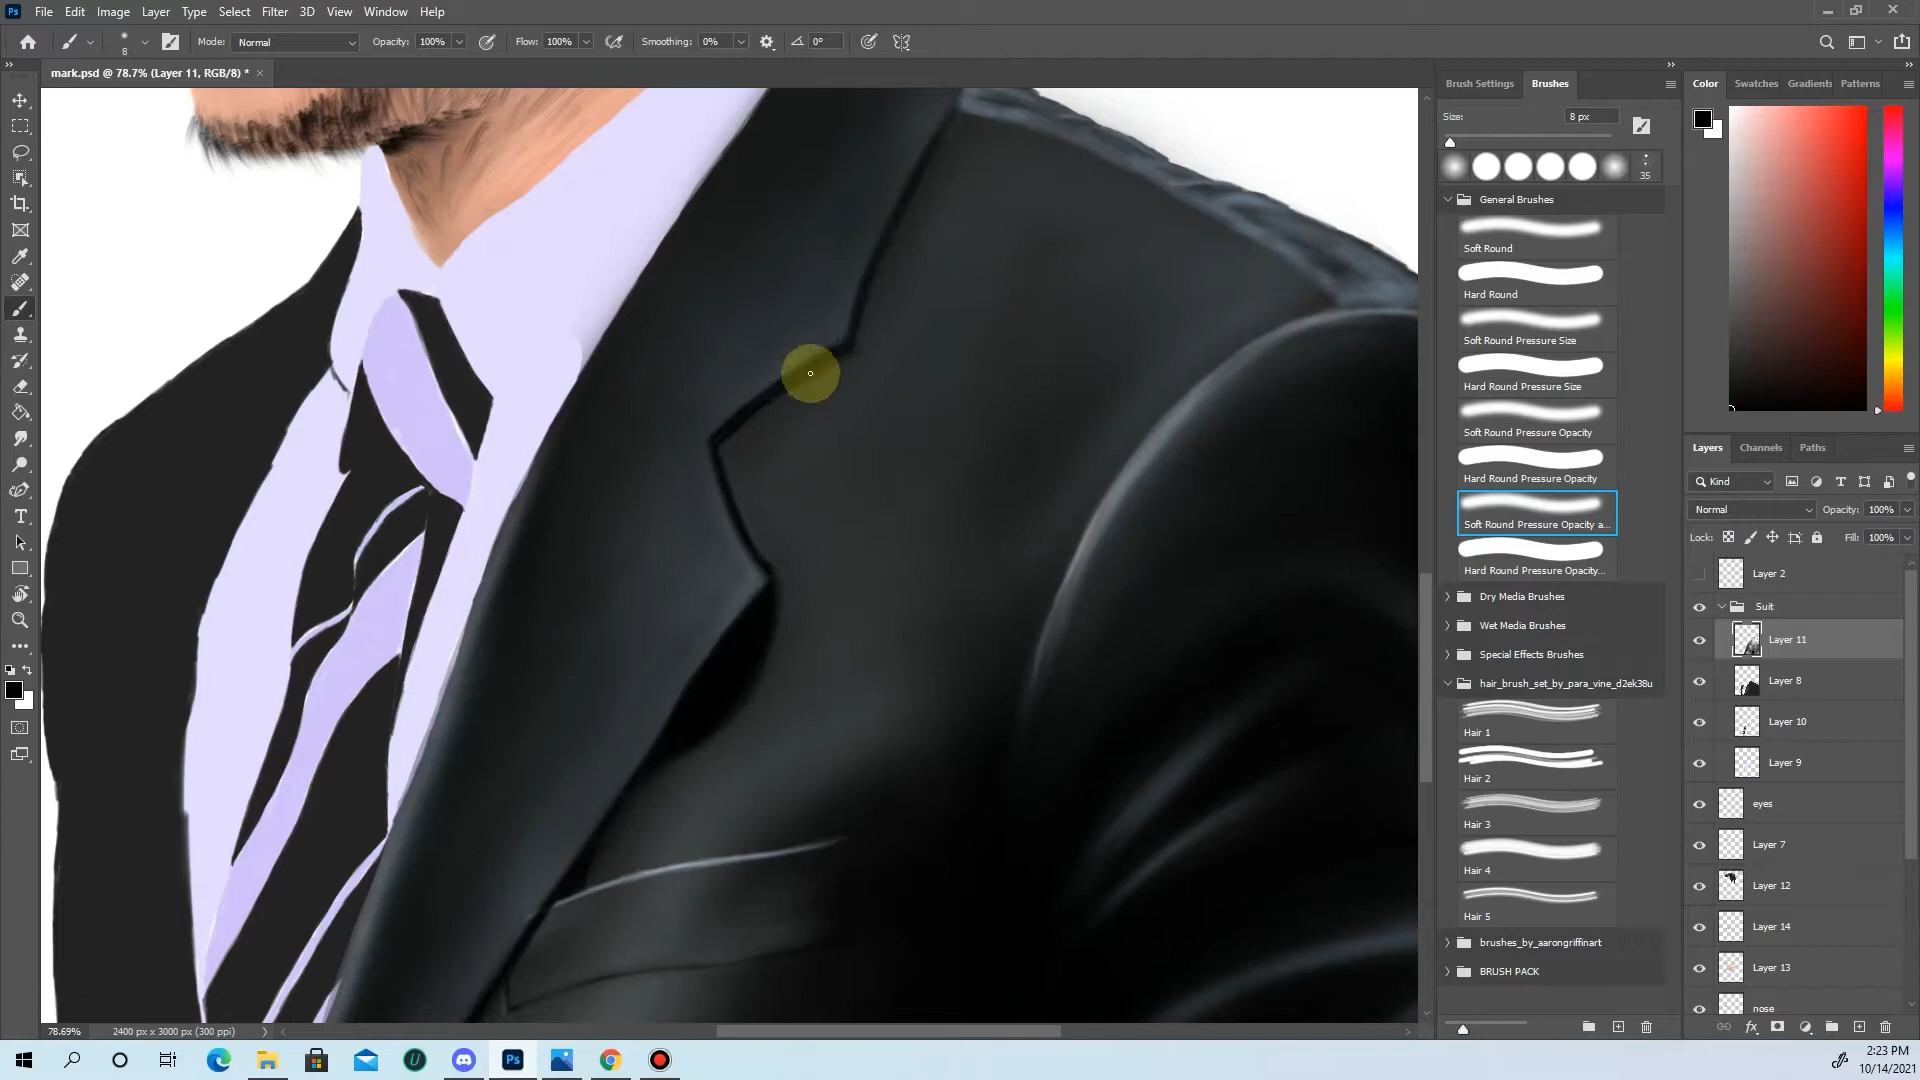 Ps File Edit Image Layer Type Select Filter 3D View Window Help
8 Mode: Normal Opacity: 100% Flow: 100% Smoothing: 0% 0°
mark.psd @ 78.7% (Layer 11, RGB/8) * ×
Brush Settings Brushes
Size: 8 px
35
General Brushes
Soft Round
Hard Round
Soft Round Pressure Size
Hard Round Pressure Size
Soft Round Pressure Opacity
Hard Round Pressure Opacity
Soft Round Pressure Opacity a...
Hard Round Pressure Opacity...
Dry Media Brushes
Wet Media Brushes
Special Effects Brushes
hair_brush_set_by_para_vine_d2ek38u
Hair 1
Hair 2
Hair 3
Hair 4
Hair 5
brushes_by_aarongriffinart
BRUSH PACK
Color Swatches Gradients Patterns
Layers Channels Paths
Kind
Normal Opacity: 100%
Lock: Fill: 100%
Layer 2
Suit
Layer 11
Layer 8
Layer 10
Layer 9
eyes
Layer 7
Layer 12
Layer 14
Layer 13
nose
78.69% 2400 px x 3000 px (300 ppi)
Ps
2:23 PM
10/14/2021